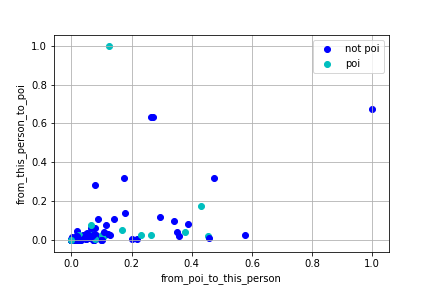 not poi
poi
from_this_person_to_poi
1.0
0.8
0.6
0.4
0.2
0.0
0.0 0.2 0.4 0.6 0.8 1.0
from_poi_to_this_person